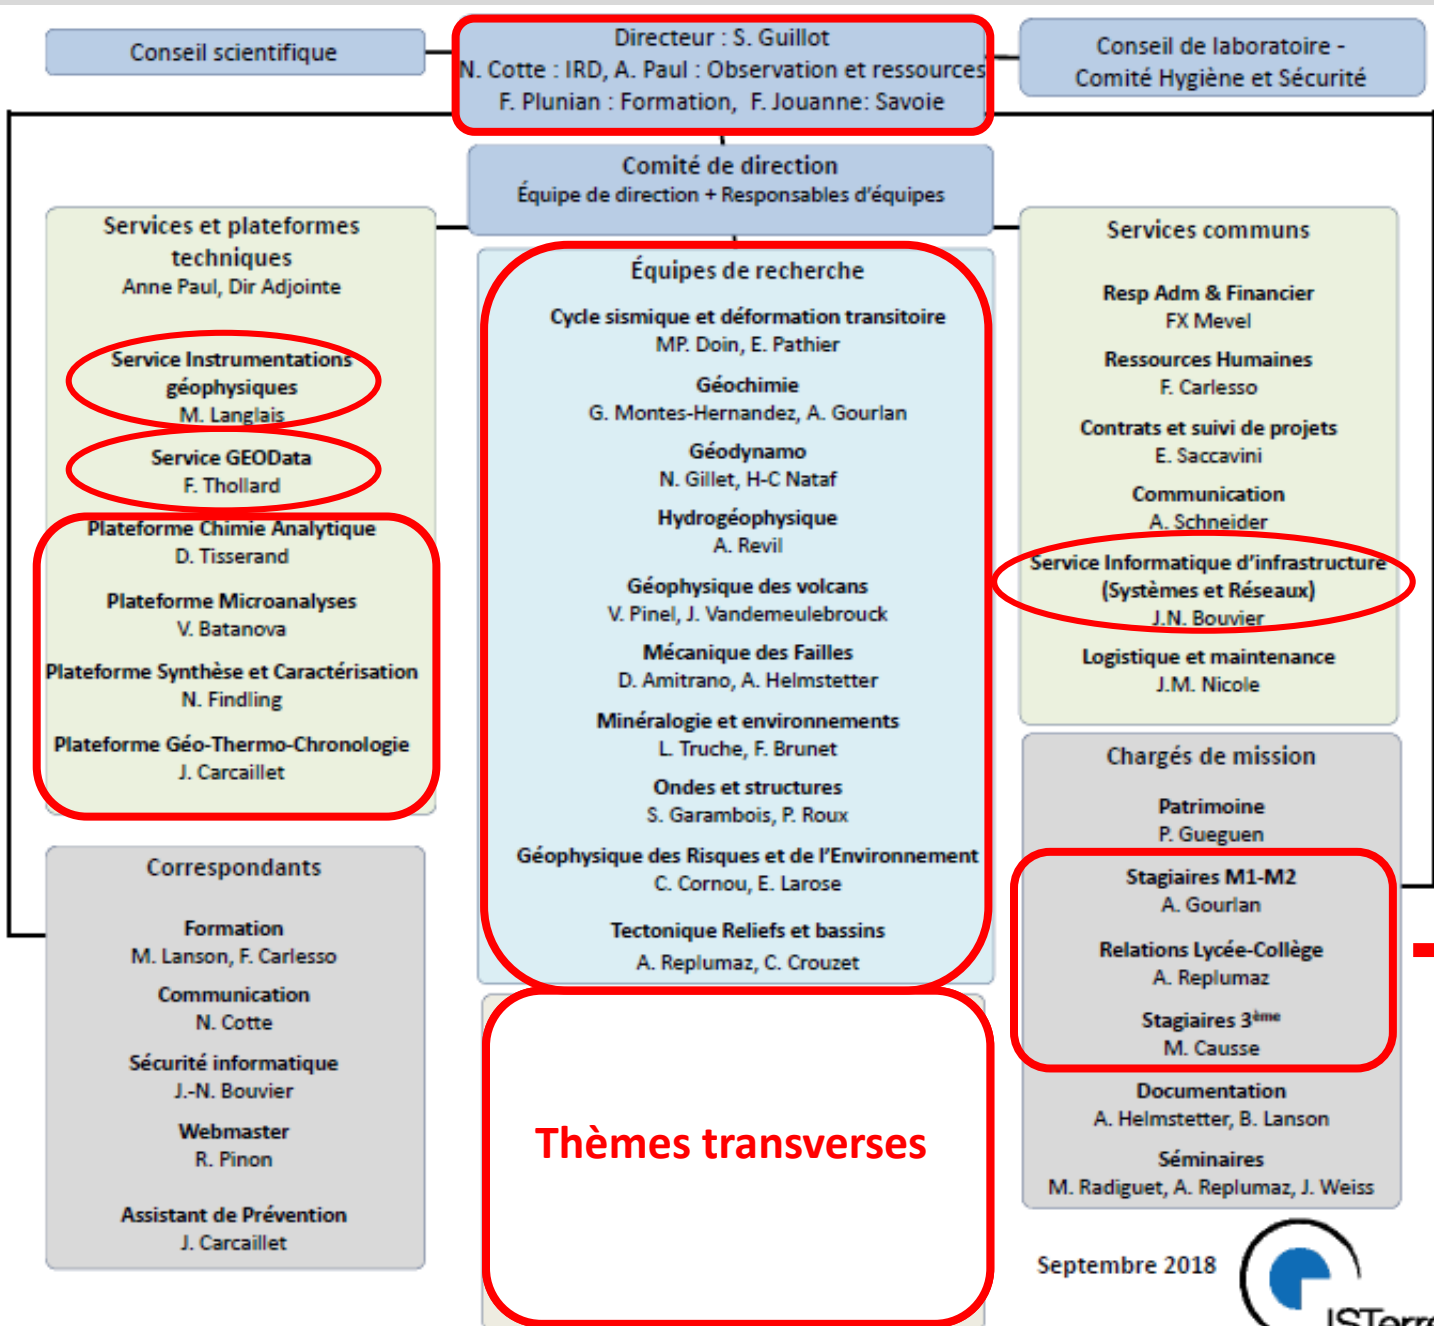 Conseil scientifique
Directeur : S. Guillot
N. Cotte : IRD, A. Paul : Observation et ressources
F. Plunian : Formation, F. Jouanne: Savoie
Conseil de laboratoire -
Comité Hygiène et Sécurité
Comité de direction
Équipe de direction + Responsables d'équipes
Services et plateformes
techniques
Anne Paul, Dir Adjointe
Service Instrumentations
géophysiques
M. Langlais
Service GEOData
F. Thollard
Plateforme Chimie Analytique
D. Tisserand
Plateforme Microanalyses
V. Batanova
Plateforme Synthèse et Caractérisation
N. Findling
Plateforme Géo-Thermo-Chronologie
J. Carcaillet
Correspondants
Formation
M. Lanson, F. Carlesso
Communication
N. Cotte
Sécurité informatique
J.-N. Bouvier
Webmaster
R. Pinon
Assistant de Prévention
J. Carcaillet
Équipes de recherche
Cycle sismique et déformation transitoire
MP. Doin, E. Pathier
Géochimie
G. Montes-Hernandez, A. Gourlan
Géodynamo
N. Gillet, H-C Nataf
Hydrogéophysique
A. Revil
Géophysique des volcans
V. Pinel, J. Vandemeulebrouck
Mécanique des Failles
D. Amitrano, A. Helmstetter
Minéralogie et environnements
L. Truche, F. Brunet
Ondes et structures
S. Garambois, P. Roux
Géophysique des Risques et de l'Environnement
C. Cornou, E. Larose
Tectonique Reliefs et bassins
A. Replumaz, C. Crouzet
Thèmes transverses
Services communs
Resp Adm & Financier
FX Mevel
Ressources Humaines
F. Carlesso
Contrats et suivi de projets
E. Saccavini
Communication
A. Schneider
Service Informatique d'infrastructure
(Systèmes et Réseaux)
J.N. Bouvier
Logistique et maintenance
J.M. Nicole
Chargés de mission
Patrimoine
P. Gueguen
Stagiaires M1-M2
A. Gourlan
Relations Lycée-Collège
A. Replumaz
Stagiaires 3ème
M. Causse
Documentation
A. Helmstetter, B. Lanson
Séminaires
M. Radiguet, A. Replumaz, J. Weiss
Septembre 2018
ISTerre